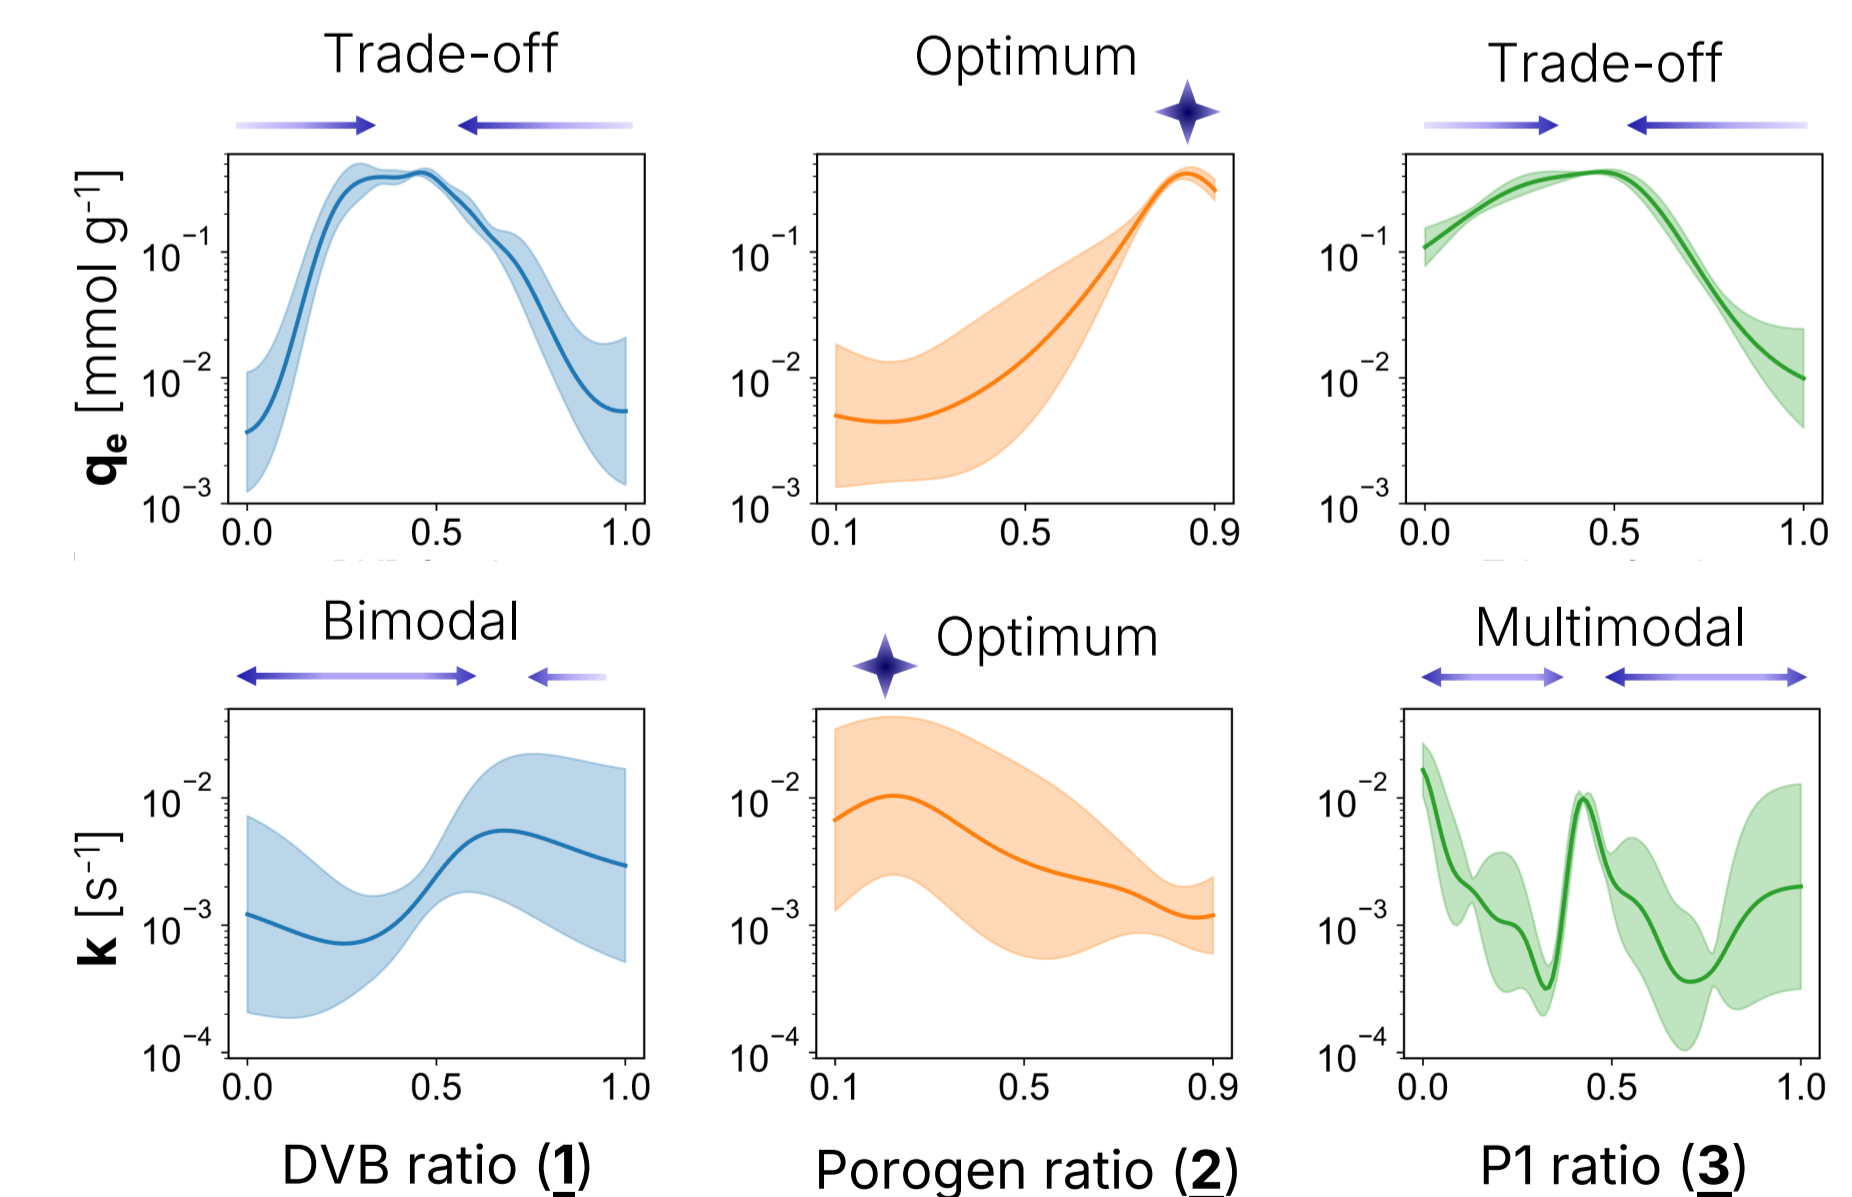 Trade-off
Optimum
Trade-off
qe [mmol g-1]
10−1
10−2
10−3
0.0 0.5 1.0
10−1
10−2
10−3
0.1 0.5 0.9
10−1
10−2
10−3
0.0 0.5 1.0
Bimodal
Optimum
Multimodal
k [s-1]
10−2
10−3
10−4
0.0 0.5 1.0
10−2
10−3
10−4
0.1 0.5 0.9
10−2
10−3
10−4
0.0 0.5 1.0
DVB ratio (1)
Porogen ratio (2)
P1 ratio (3)